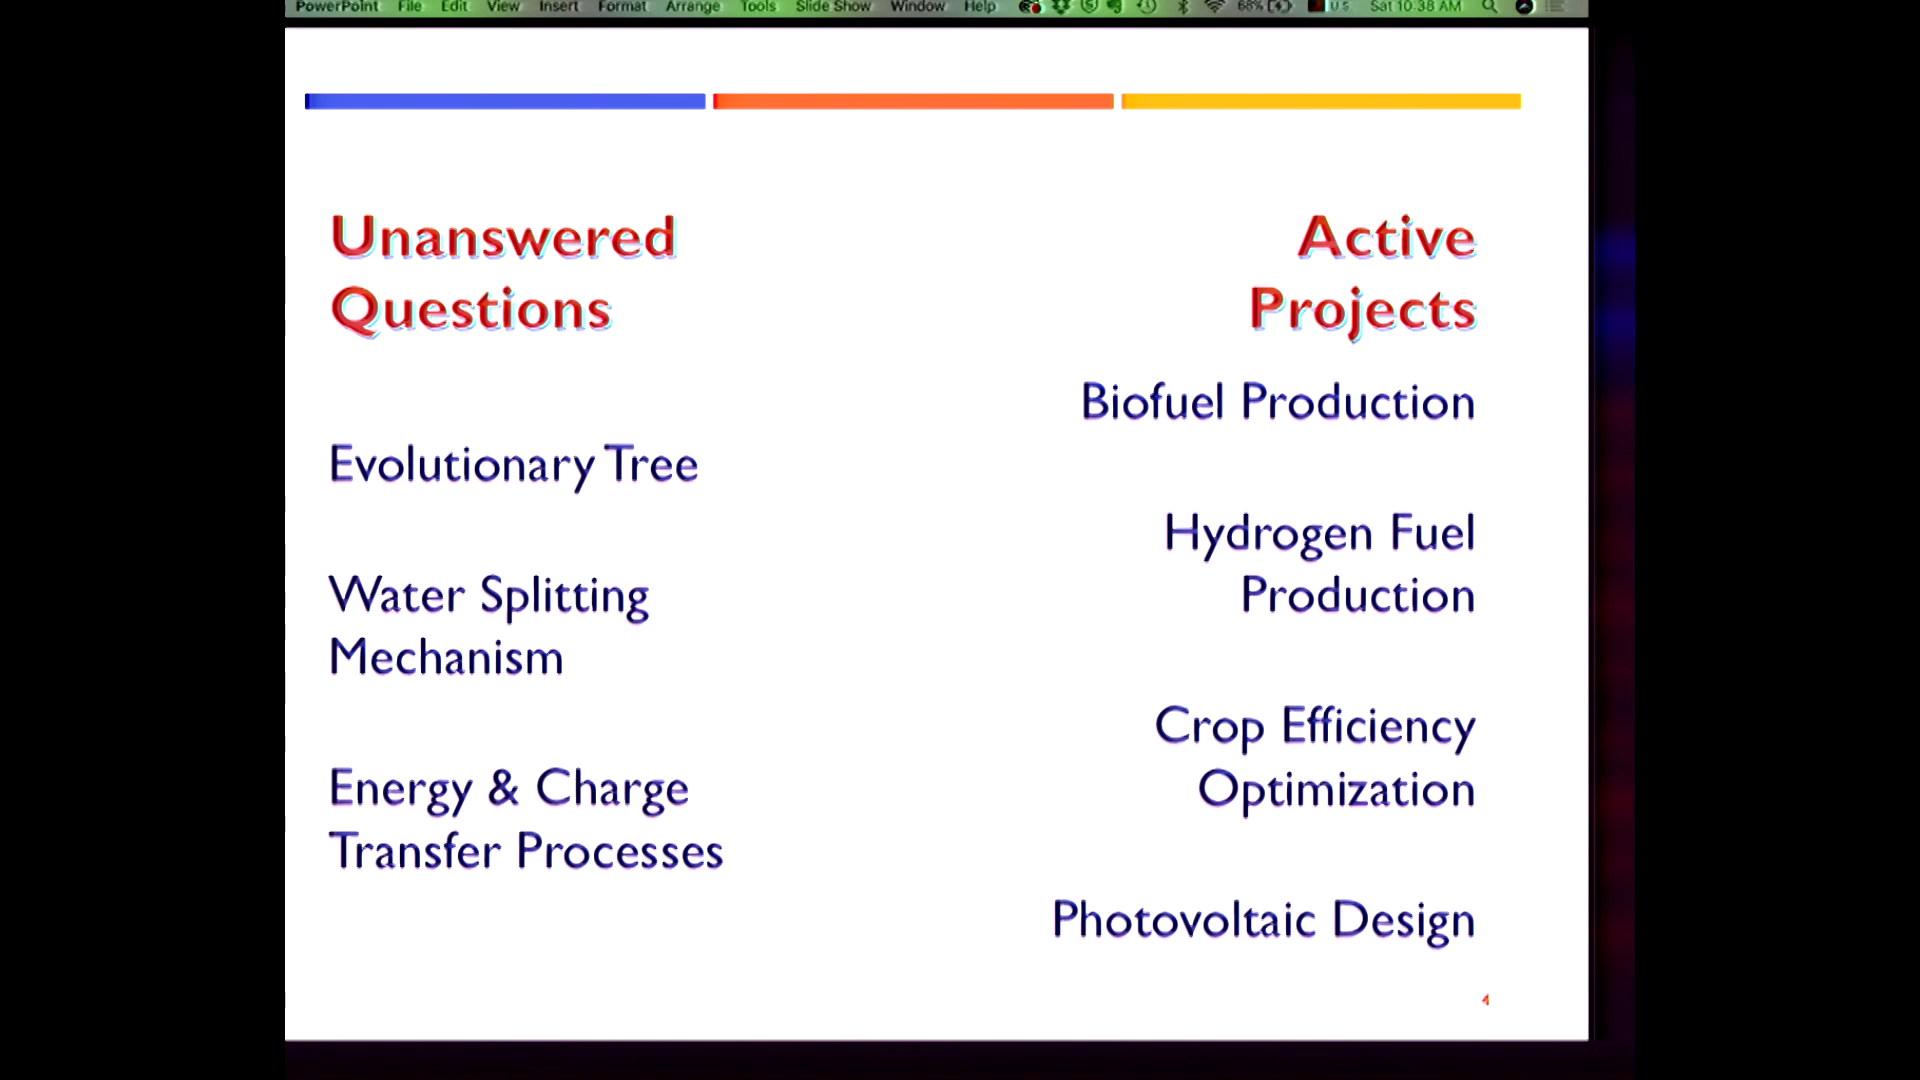 PowerPoint File Edit View Insert Format Arrange Tools Slide Show Window Help 68% U.S. Sat 10:38 AM
Unanswered
Questions
Evolutionary Tree
Water Splitting
Mechanism
Energy & Charge
Transfer Processes
Active
Projects
Biofuel Production
Hydrogen Fuel
Production
Crop Efficiency
Optimization
Photovoltaic Design
4